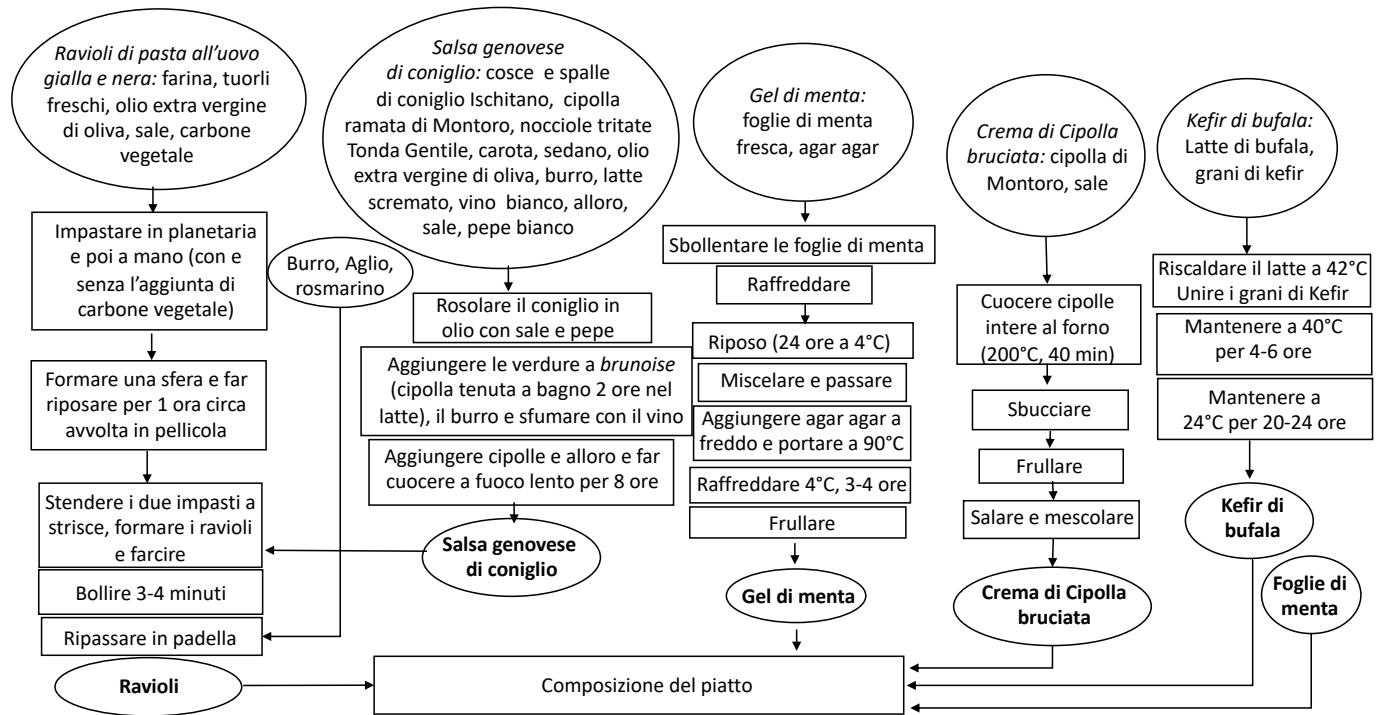 Ravioli di pasta all'uovo
gialla e nera: farina, tuorli
freschi, olio extra vergine
di oliva, sale, carbone
vegetale
Impastare in planetaria
e poi a mano (con e
senza l'aggiunta di
carbone vegetale)
Formare una sfera e far
riposare per 1 ora circa
avvolta in pellicola
Stendere i due impasti a
strisce, formare i ravioli
e farcire
Bollire 3-4 minuti
Ripassare in padella
Ravioli
Burro, Aglio,
rosmarino
Salsa genovese
di coniglio: cosce e spalle
di coniglio Ischitano, cipolla
ramata di Montoro, nocciole tritate
Tonda Gentile, carota, sedano, olio
extra vergine di oliva, burro, latte
scremato, vino bianco, alloro,
sale, pepe bianco
Rosolare il coniglio in
olio con sale e pepe
Aggiungere le verdure a brunoise
(cipolla tenuta a bagno 2 ore nel
latte), il burro e sfumare con il vino
Aggiungere cipolle e alloro e far
cuocere a fuoco lento per 8 ore
Salsa genovese
di coniglio
Gel di menta:
foglie di menta
fresca, agar agar
Sbollentare le foglie di menta
Raffreddare
Riposo (24 ore a 4°C)
Miscelare e passare
Aggiungere agar agar a
freddo e portare a 90°C
Raffreddare 4°C, 3-4 ore
Frullare
Gel di menta
Crema di Cipolla
bruciata: cipolla di
Montoro, sale
Cuocere cipolle
intere al forno
(200°C, 40 min)
Sbucciare
Frullare
Salare e mescolare
Crema di Cipolla
bruciata
Kefir di bufala:
Latte di bufala,
grani di kefir
Riscaldare il latte a 42°C
Unire i grani di Kefir
Mantenere a 40°C
per 4-6 ore
Mantenere a
24°C per 20-24 ore
Kefir di
bufala
Foglie di
menta
Composizione del piatto